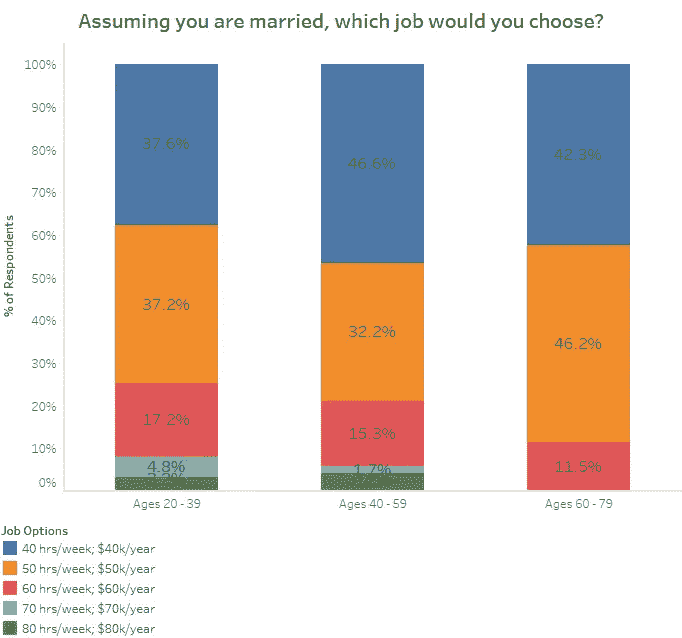 Assuming you are married, which job would you choose?
% of Respondents
100%
90%
80%
70%
60%
50%
40%
30%
20%
10%
0%
37.6%
37.2%
17.2%
4.8%
46.6%
32.2%
15.3%
1.7%
42.3%
46.2%
11.5%
Ages 20 - 39
Ages 40 - 59
Ages 60 - 79
Job Options
40 hrs/week; $40k/year
50 hrs/week; $50k/year
60 hrs/week; $60k/year
70 hrs/week; $70k/year
80 hrs/week; $80k/year